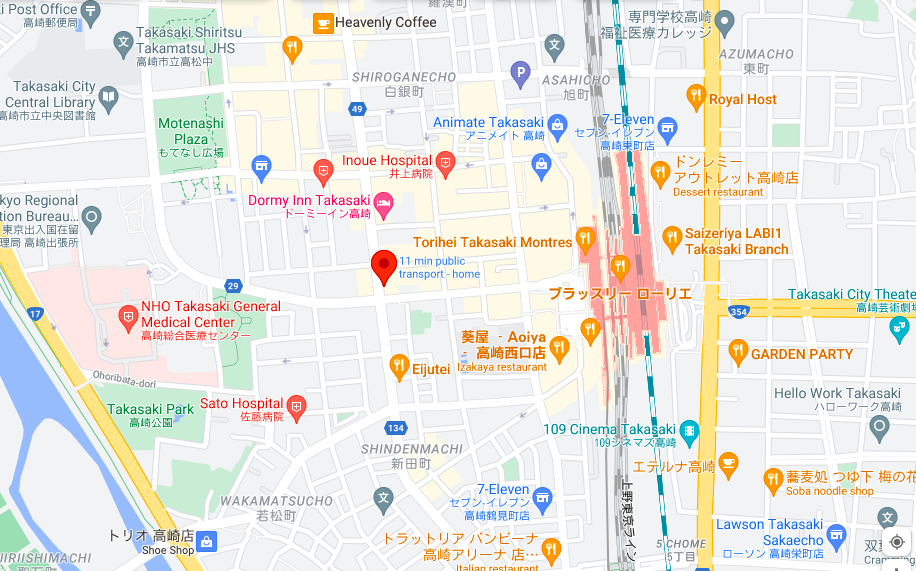 ki Post Office
高崎郵便局
羅漢町
Heavenly Coffee
専門学校高崎
福祉医療カレッジ
Takasaki Shiritsu
Takamatsu JHS
高崎市立高松中
AZUMACHO
東町
SHIROGANECHO
白銀町
ASAHICHO
旭町
P
Takasaki City
Central Library
高崎市立中央図書館
Royal Host
49
Motenashi
Plaza
もてなし広場
Animate Takasaki
アニメイト 高崎
7-Eleven
セブン-イレブン
高崎東町店
Inoue Hospital
井上病院
ドンレミー
アウトレット高崎店
Dessert restaurant
Dormy Inn Takasaki
ドーミーイン高崎
kyo Regional
tion Bureau...
東京出入国在留
理局 高崎出張所
Saizeriya LABI1
Takasaki Branch
Torihei Takasaki Montres
11 min public
transport - home
29
ブラッスリー ローリエ
Takasaki City Theate
高崎芸術劇場
17
NHO Takasaki General
Medical Center
高崎総合医療センター
354
葵屋 - Aoiya
- 高崎西口店
Izakaya restaurant
GARDEN PARTY
Eijutei
Ohoribata-dori
Hello Work Takasaki
ハローワーク高崎
Takasaki Park
高崎公園
Sato Hospital
佐藤病院
134
109 Cinema Takasaki
109シネマズ高崎
SHINDENMACHI
新田町
エテルナ高崎
蕎麦処 つゆ下 梅の花
Soba noodle shop
上野東京ライン
7-Eleven
セブン-イレブン
高崎鶴見町店
WAKAMATSUCHO
若松町
トリオ 高崎店
Shoe Shop
Lawson Takasaki
Sakaecho
ローソン 高崎栄町店
トラットリア バンビーナ
高崎アリーナ 店…
Italian restaurant
5 CHOME
5丁目
双葉
Cramming
IRIISHIMACHI